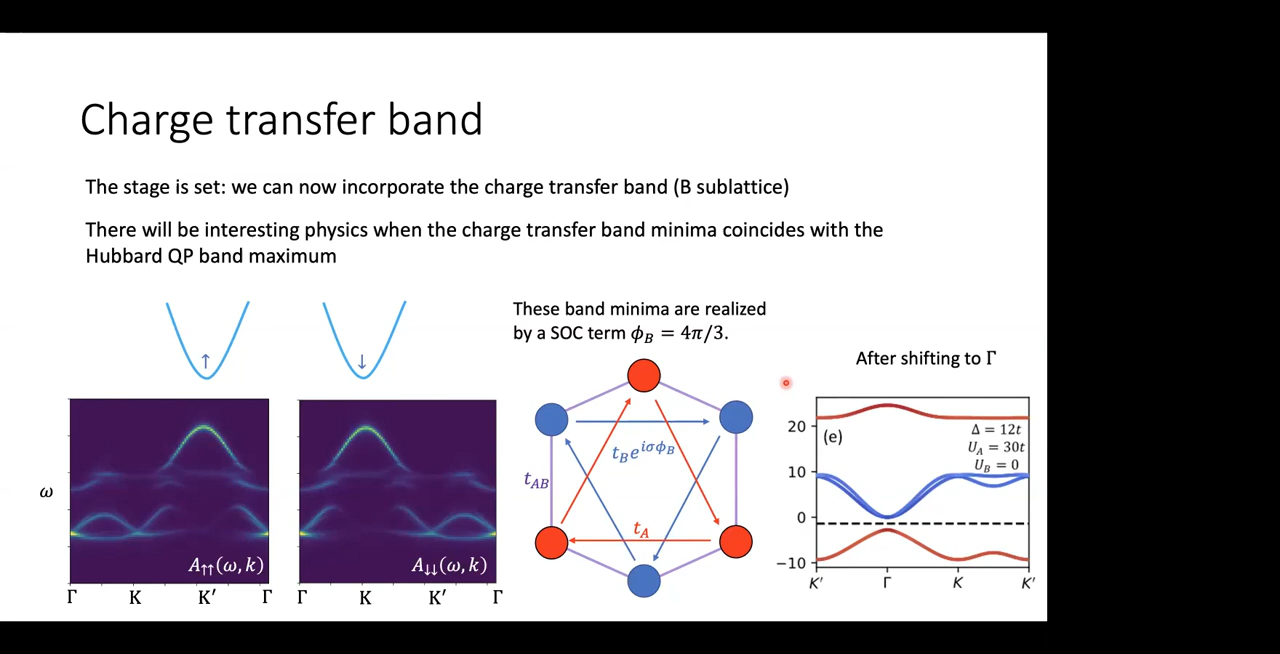 Charge transfer band
The stage is set: we can now incorporate the charge transfer band (B sublattice)
There will be interesting physics when the charge transfer band minima coincides with the
Hubbard QP band maximum
↑
↓
ω
A↑↑(ω, k)
Γ K K′ Γ
A↓↓(ω, k)
Γ K K′ Γ
These band minima are realized
by a SOC term ϕ_B = 4π/3.
t_B e^{iσϕ_B}
t_AB
t_A
After shifting to Γ
20
10
0
−10
(e)
Δ = 12t
U_A = 30t
U_B = 0
K′ Γ K K′